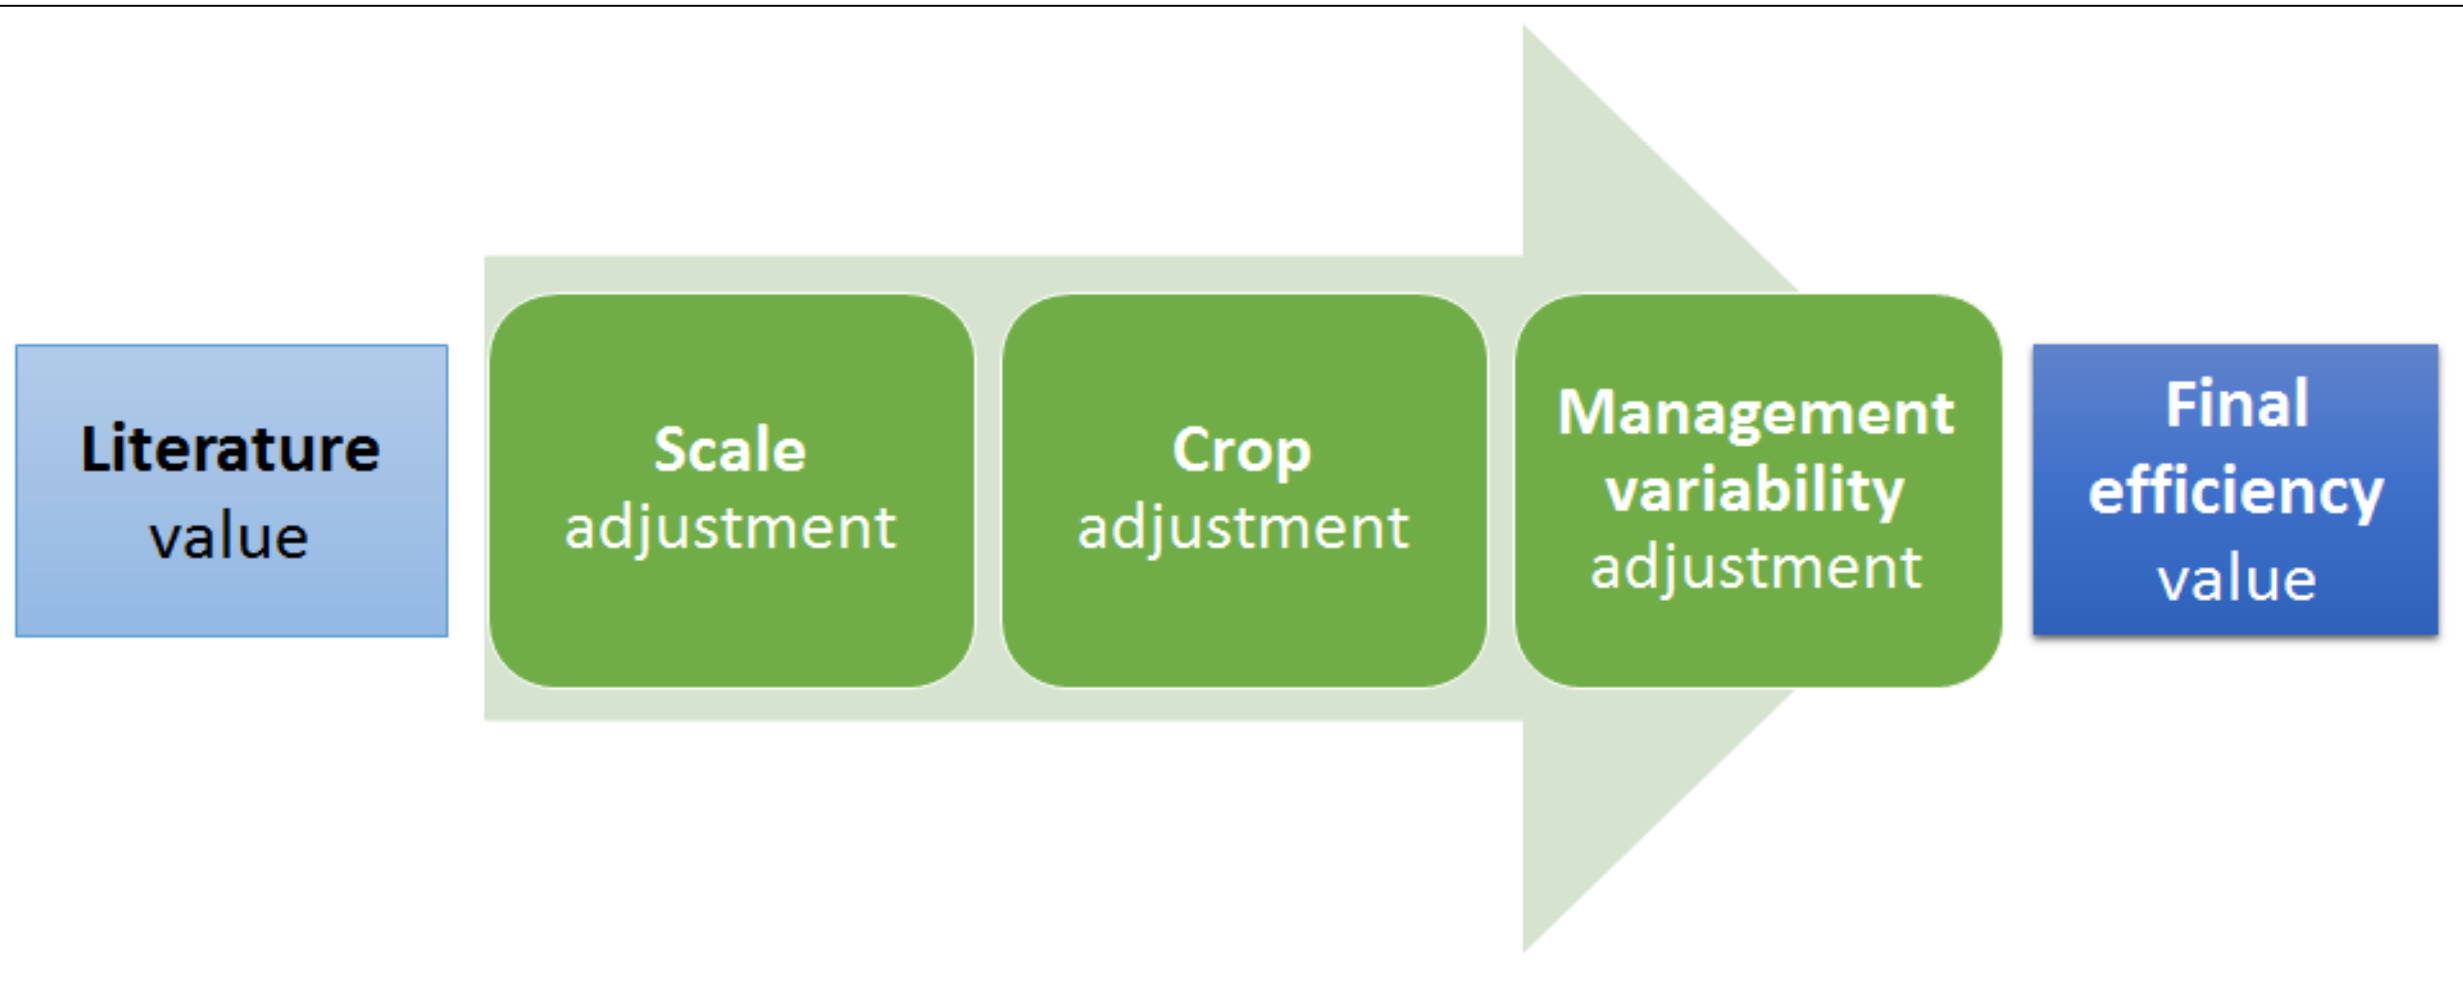 Literature
value
Scale
adjustment
Crop
adjustment
Management
variability
adjustment
Final
efficiency
value